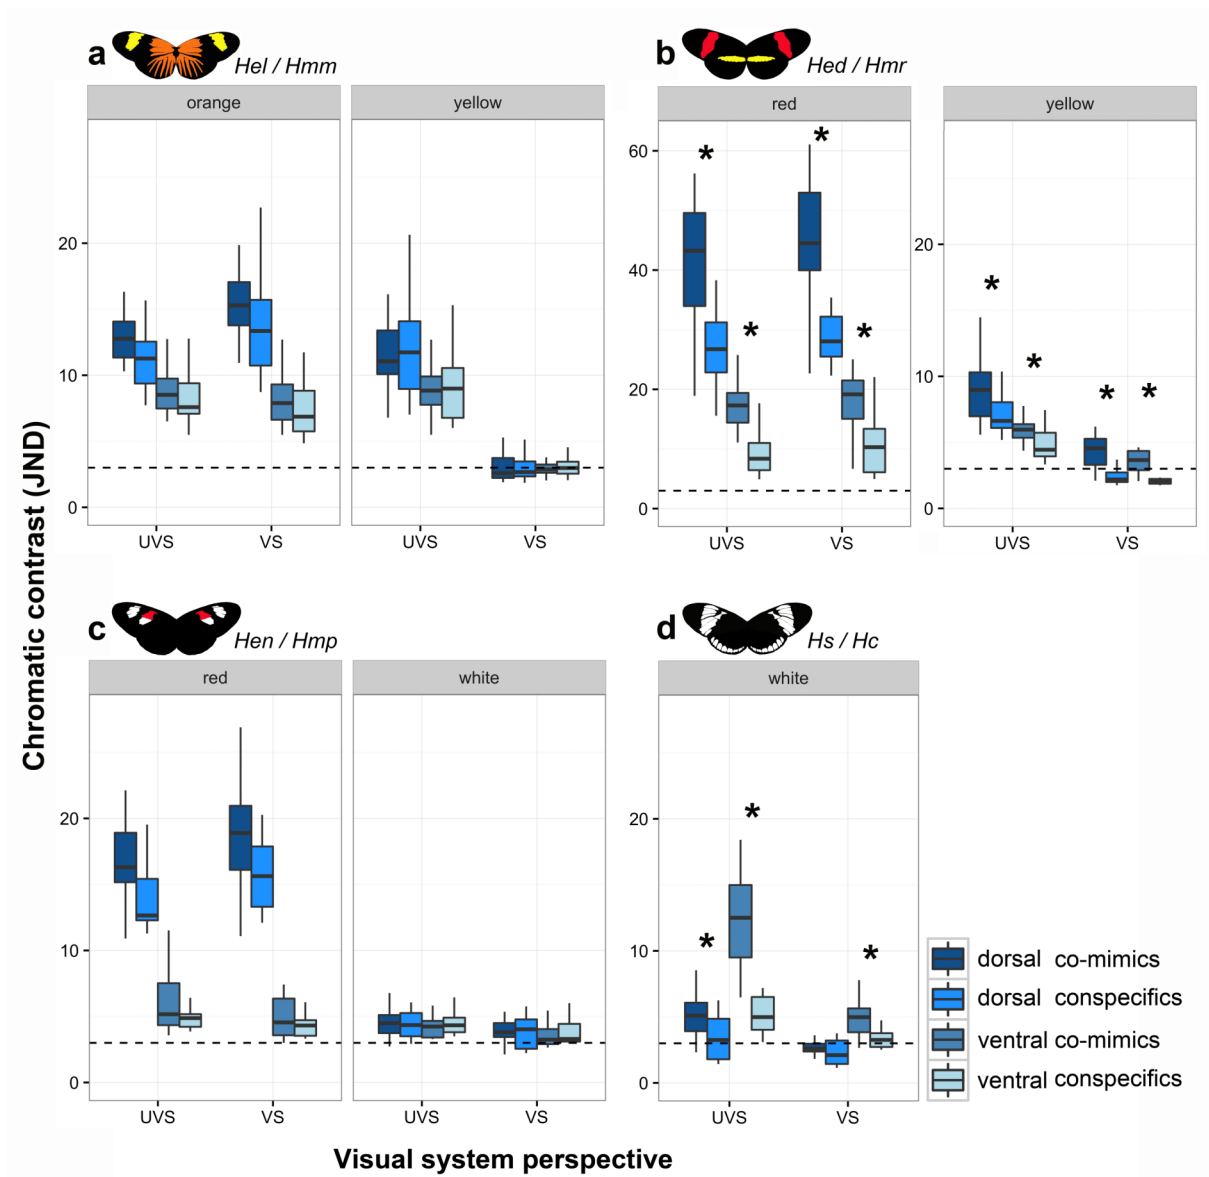 a
Hel / Hmm
b
Hed / Hmr
orange
yellow
red
yellow
Chromatic contrast (JND)
20
10
0
UVS
VS
UVS
VS
60
40
20
0
* * * *
UVS
VS
20
10
0
* * * *
UVS
VS
c
Hen / Hmp
d
Hs / Hc
red
white
white
20
10
0
UVS
VS
UVS
VS
20
10
0
* * *
UVS
VS
dorsal co-mimics
dorsal conspecifics
ventral co-mimics
ventral conspecifics
Visual system perspective